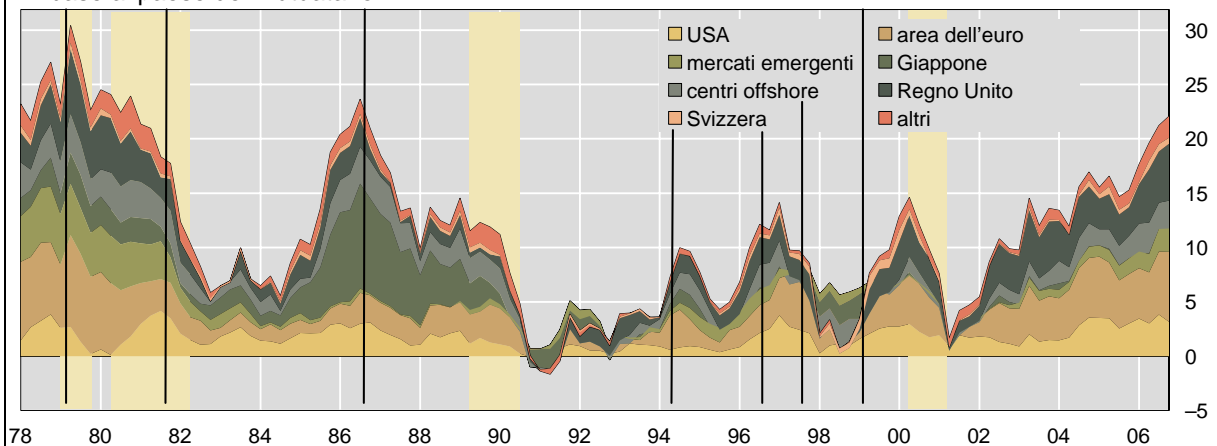 USA area dell'euro
mercati emergenti Giappone
centri offshore Regno Unito
Svizzera altri
30
25
20
15
10
5
0
–5
78 80 82 84 86 88 90 92 94 96 98 00 02 04 06